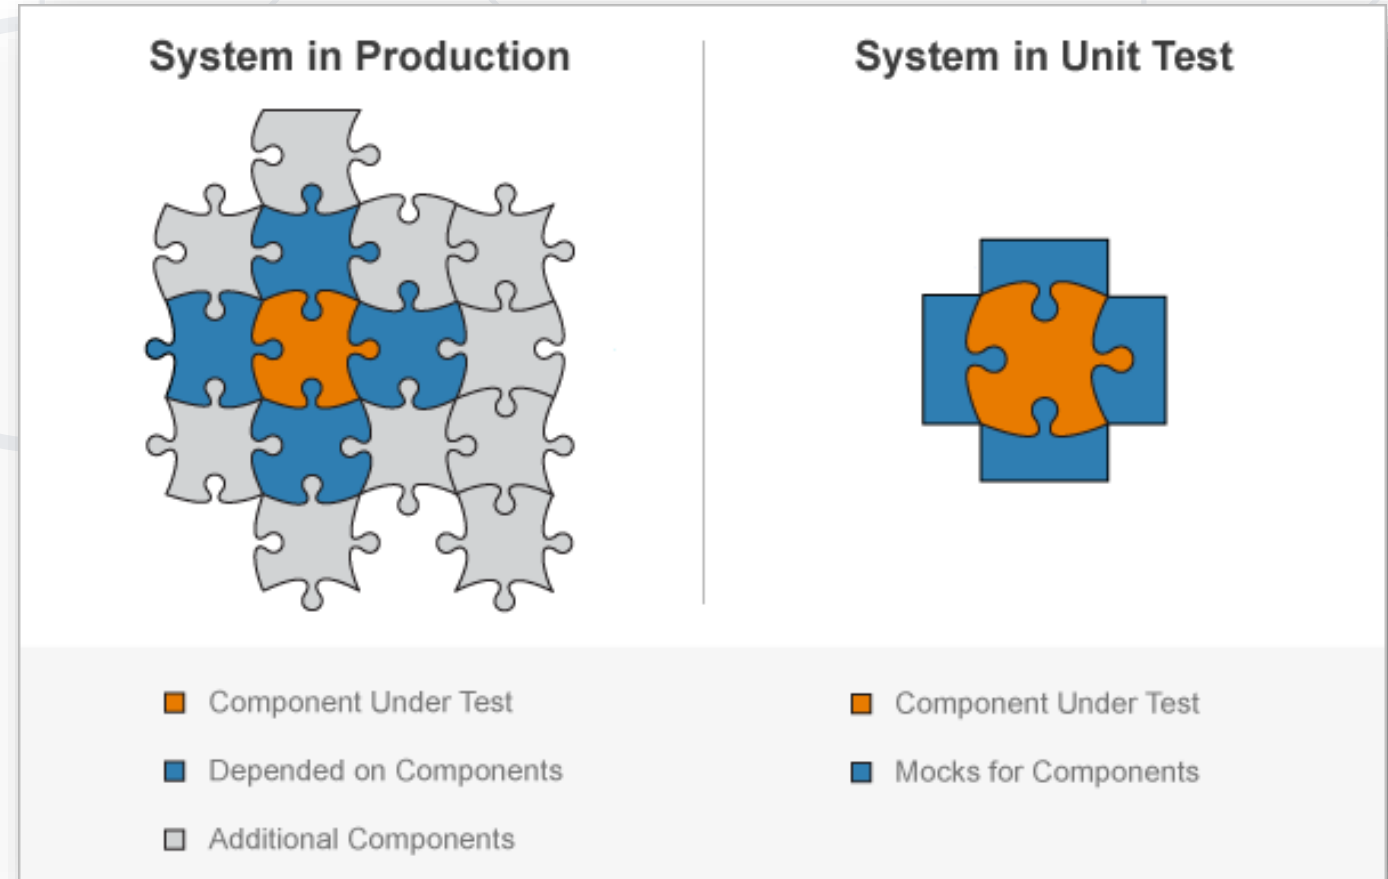 System in Production
System in Unit Test
Component Under Test
Depended on Components
Additional Components
Component Under Test
Mocks for Components